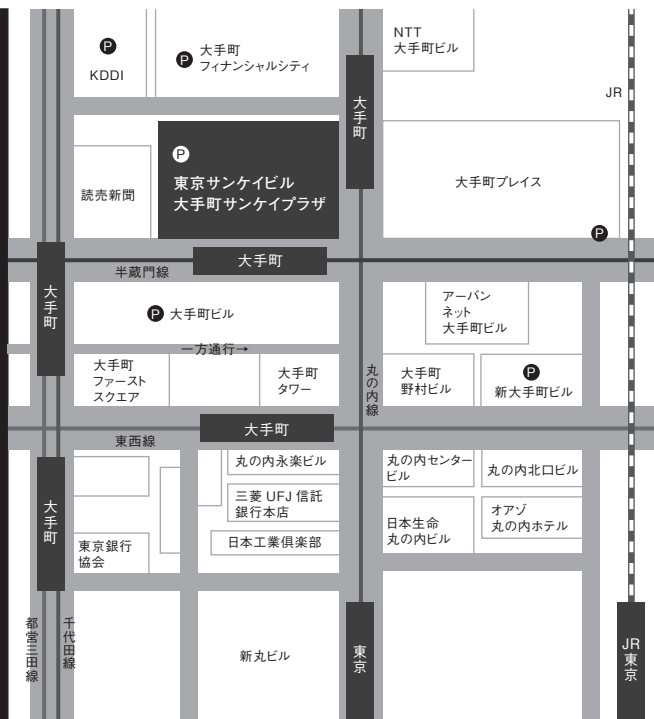 P
KDDI
P
大手町
フィナンシャルシティ
NTT
大手町ビル
大手町
JR
読売新聞
P
東京サンケイビル
大手町サンケイプラザ
大手町プレイス
P
大手町
半蔵門線
大手町
P
大手町ビル
アーバン
ネット
大手町ビル
一方通行→
大手町
ファースト
スクエア
大手町
タワー
丸の内線
大手町
野村ビル
P
新大手町ビル
大手町
東西線
大手町
丸の内永楽ビル
三菱 UFJ 信託
銀行本店
日本工業倶楽部
東京銀行
協会
丸の内センター
ビル
丸の内北口ビル
日本生命
丸の内ビル
オアゾ
丸の内ホテル
都営三田線
千代田線
新丸ビル
東京
JR
東京